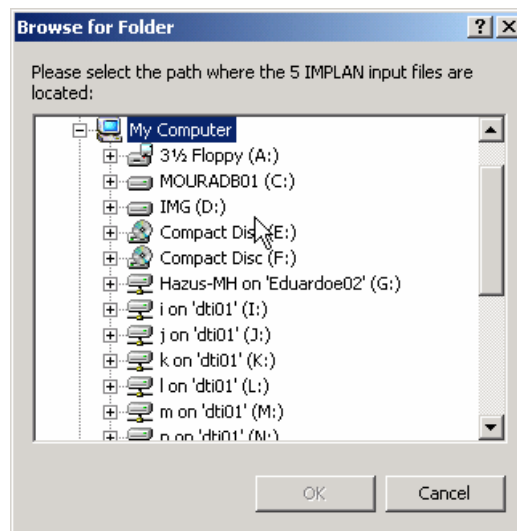 Browse for Folder
Please select the path where the 5 IMPLAN input files are
located:
My Computer
3½ Floppy (A:)
MOURADB01 (C:)
IMG (D:)
Compact Disc (E:)
Compact Disc (F:)
Hazus-MH on 'Eduardoe02' (G:)
i on 'dti01' (I:)
j on 'dti01' (J:)
k on 'dti01' (K:)
l on 'dti01' (L:)
m on 'dti01' (M:)
n on 'dti01' (N:)
OK
Cancel